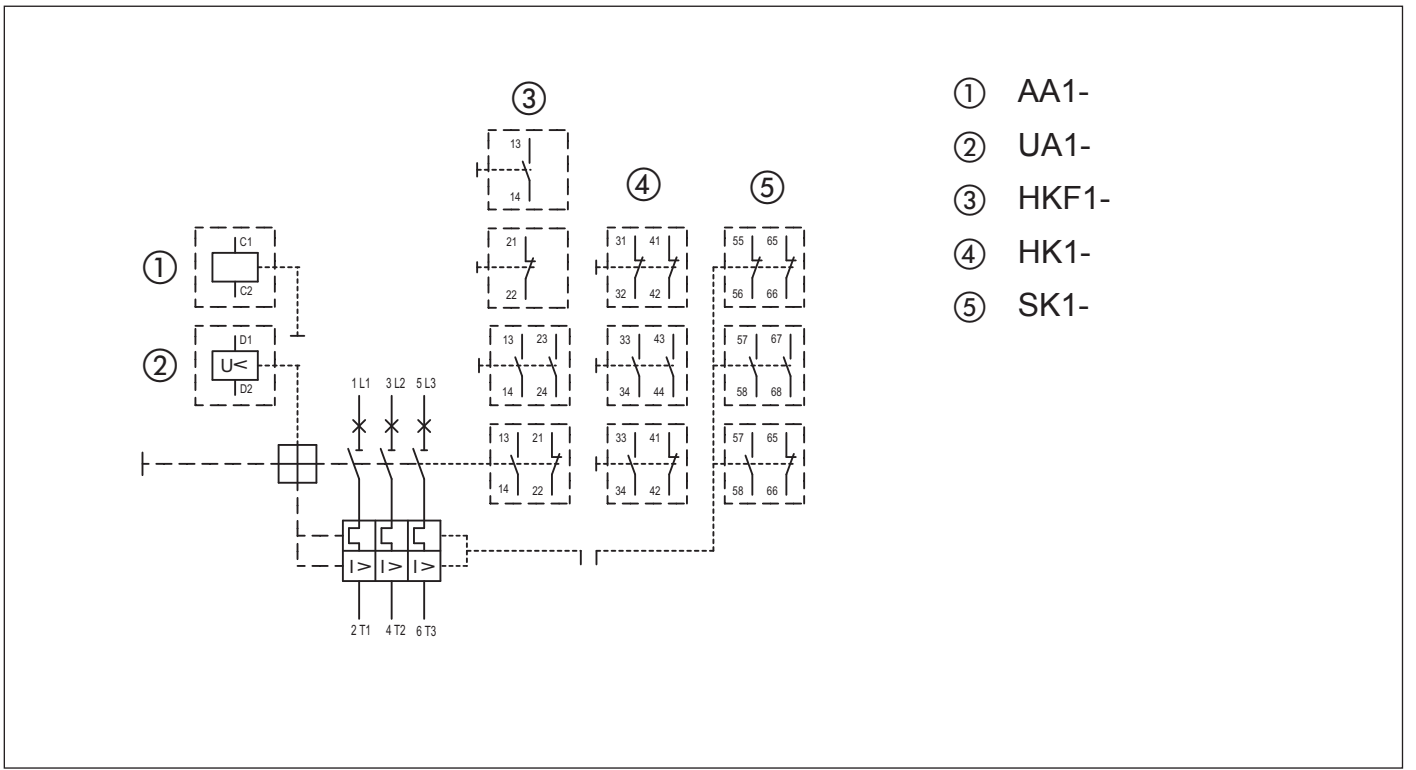 ③
13
14
④
⑤
① AA1-
② UA1-
③ HKF1-
④ HK1-
⑤ SK1-
①
C1
C2
21
22
31 41
32 42
55 65
56 66
②
D1
U<
D2
1 L1 3 L2 5 L3
13 23
14 24
33 43
34 44
57 67
58 68
13 21
14 22
33 41
34 42
57 65
58 66
I> I> I>
2 T1 4 T2 6 T3